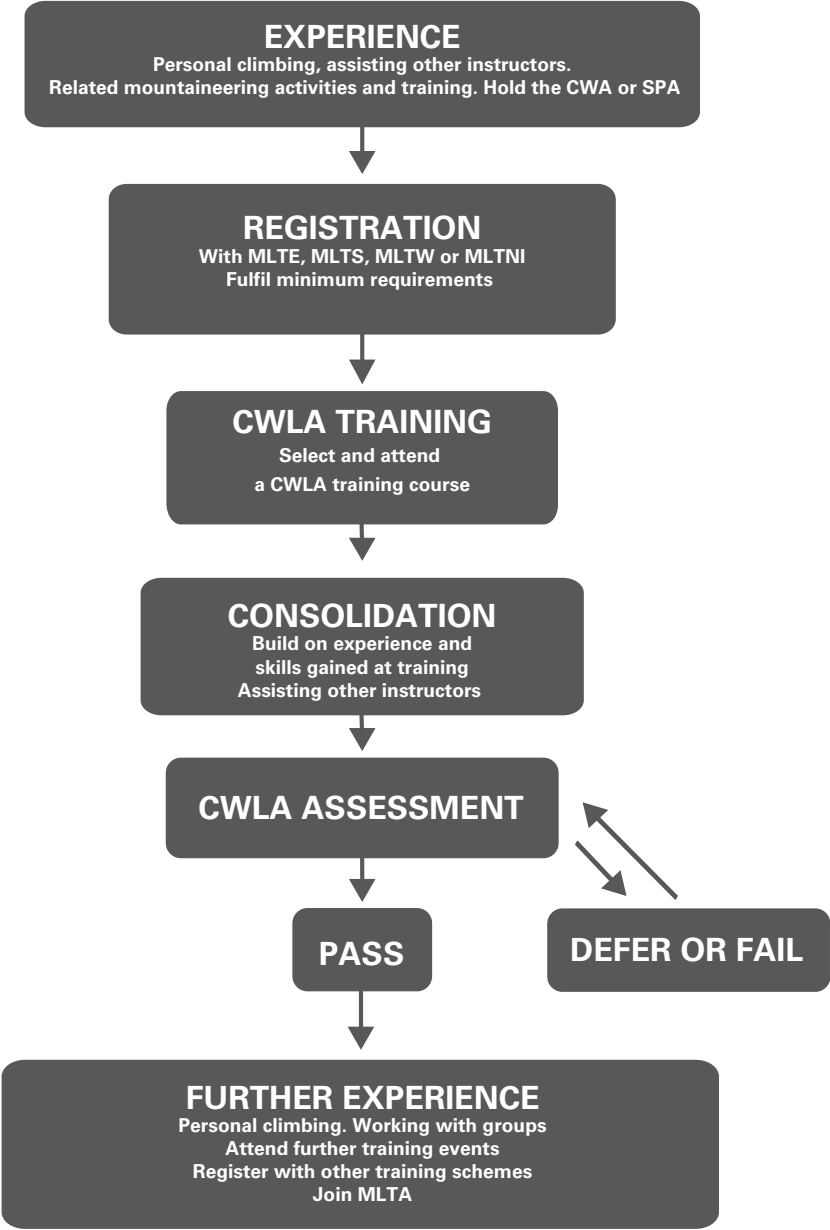 EXPERIENCE
Personal climbing, assisting other instructors.
Related mountaineering activities and training. Hold the CWA or SPA
REGISTRATION
With MLTE, MLTS, MLTW or MLTNI
Fulfil minimum requirements
CWLA TRAINING
Select and attend
a CWLA training course
CONSOLIDATION
Build on experience and
skills gained at training
Assisting other instructors
CWLA ASSESSMENT
PASS
DEFER OR FAIL
FURTHER EXPERIENCE
Personal climbing. Working with groups
Attend further training events
Register with other training schemes
Join MLTA